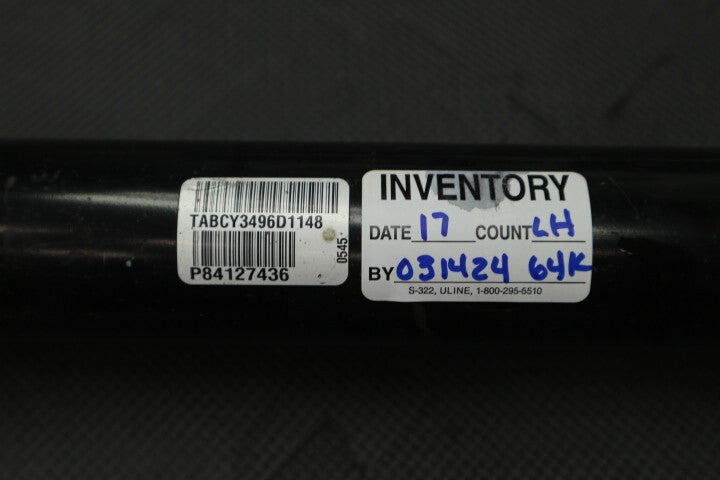 TABCY3496D1148
0545
P84127436
INVENTORY
DATE 17 COUNT LH
BY 031424 64K
S-322, ULINE, 1-800-295-5510